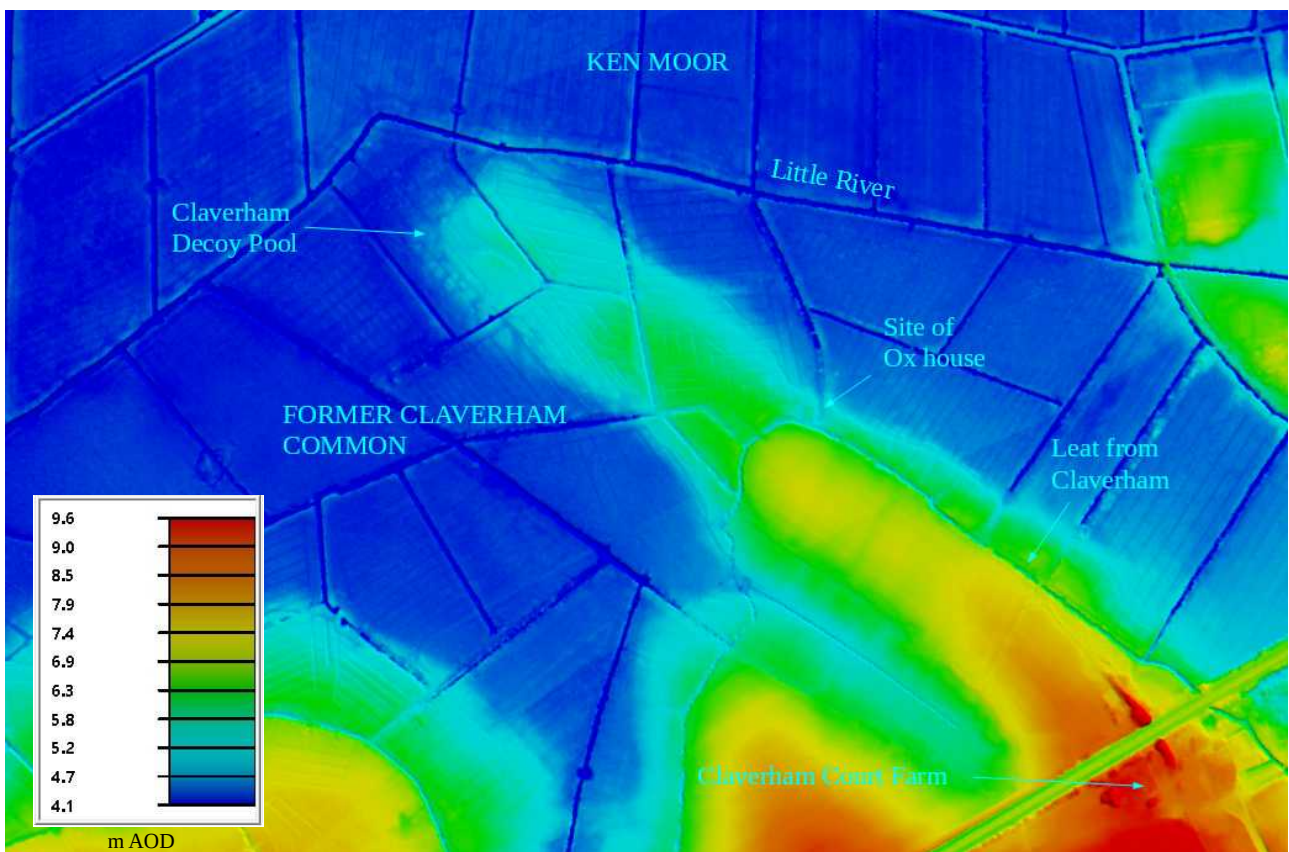 KEN MOOR
Little River
Claverham
Decoy Pool
Site of
Ox house
FORMER CLAVERHAM
COMMON
Leat from
Claverham
Claverham Court Farm
9.6
9.0
8.5
7.9
7.4
6.9
6.3
5.8
5.2
4.7
4.1
m AOD